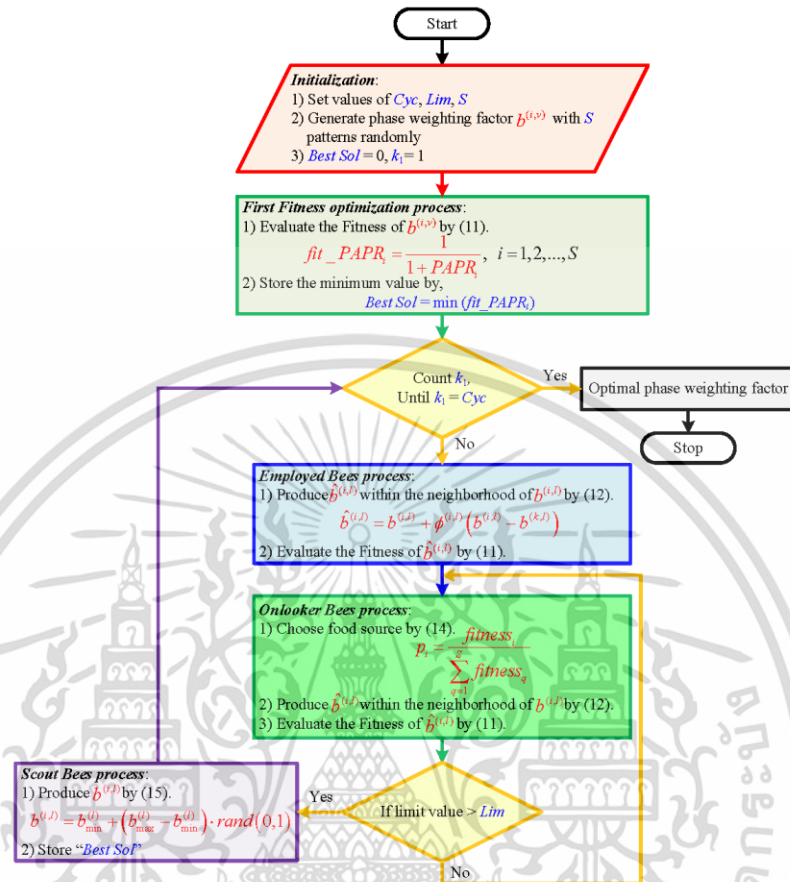 Start
Initialization:
1) Set values of Cyc, Lim, S
2) Generate phase weighting factor b^(i,v) with S
patterns randomly
3) Best Sol = 0, k₁= 1
First Fitness optimization process:
1) Evaluate the Fitness of b^(i,v) by (11).
fit _ PAPR_i = 1 / (1 + PAPR_i), i = 1,2,...,S
2) Store the minimum value by,
Best Sol = min (fit_PAPR_i)
Count k₁,
Until k₁ = Cyc
Yes
Optimal phase weighting factor
Stop
No
Employed Bees process:
1) Produce b̂^(i,l) within the neighborhood of b^(i,l) by (12).
b̂^(i,l) = b^(i,l) + ϕ^(i,l) (b^(i,l) − b^(k,l))
2) Evaluate the Fitness of b̂^(i,l) by (11).
Onlooker Bees process:
1) Choose food source by (14).
p_i = fitness_i / ∑_{q=1} fitness_q
2) Produce b̂^(i,l) within the neighborhood of b^(i,l) by (12).
3) Evaluate the Fitness of b̂^(i,l) by (11).
If limit value > Lim
Yes
Scout Bees process:
1) Produce b^(i,l) by (15).
b^(i,l) = b_min^(l) + (b_max^(l) − b_min^(l)) · rand(0,1)
2) Store “Best Sol”
No